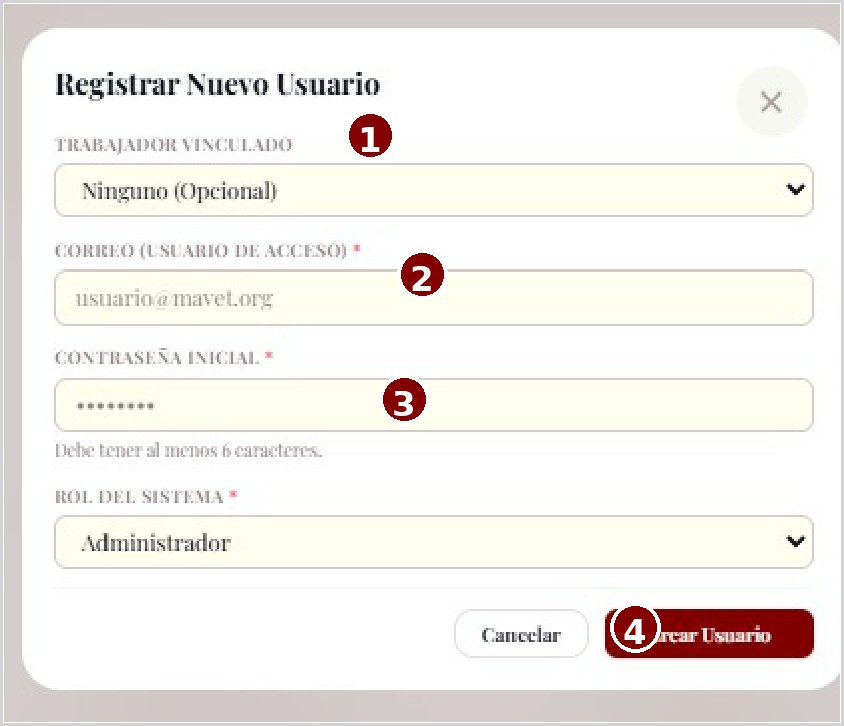 Registrar Nuevo Usuario
×
TRABAJADOR VINCULADO
1
Ninguno (Opcional)
CORREO (USUARIO DE ACCESO) *
2
usuario@mavet.org
CONTRASEÑA INICIAL *
••••••••
3
Debe tener al menos 6 caracteres.
ROL DEL SISTEMA *
Administrador
Cancelar
4 rear Usuario